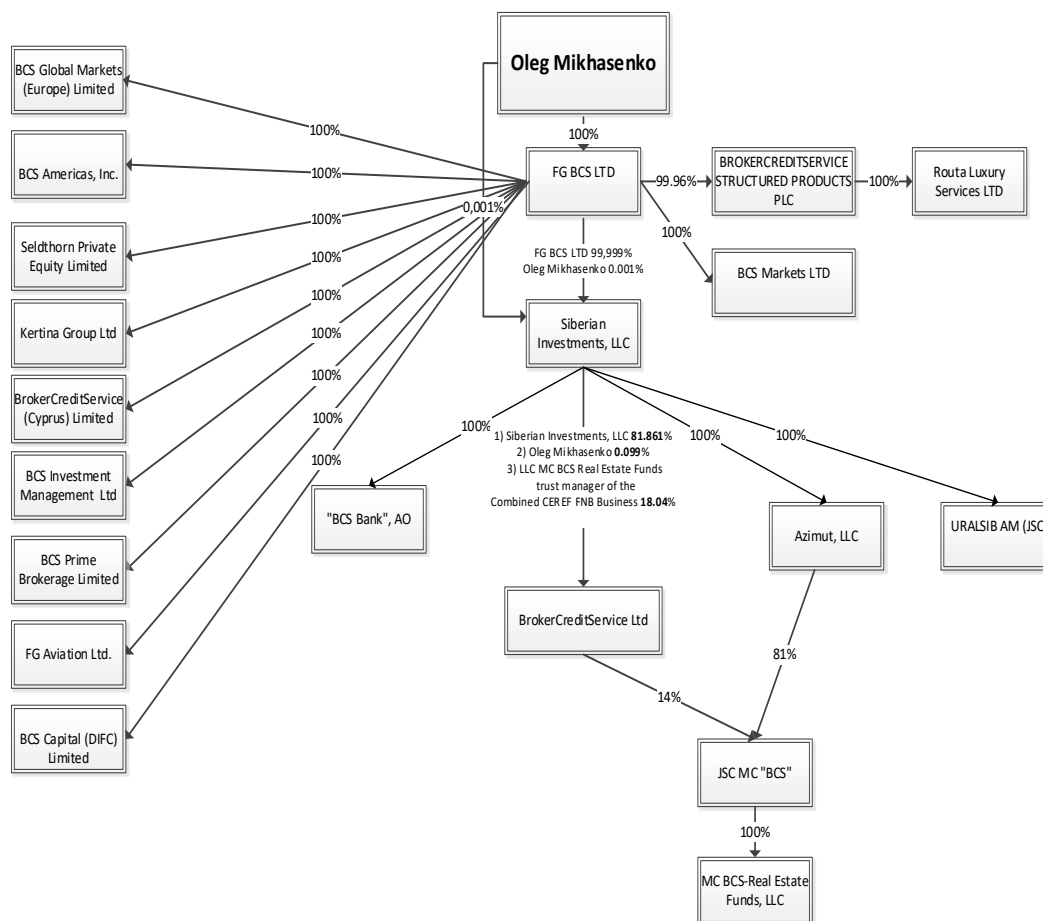 Oleg Mikhasenko
100%
FG BCS LTD
99.96%
BROKERCREDITSERVICE
STRUCTURED PRODUCTS
PLC
100%
Routa Luxury
Services LTD
100%
BCS Markets LTD
0,001%
FG BCS LTD 99,999%
Oleg Mikhasenko 0.001%
Siberian
Investments, LLC
BCS Global Markets
(Europe) Limited
100%
BCS Americas, Inc.
100%
Seldthorn Private
Equity Limited
100%
Kertina Group Ltd
100%
BrokerCreditService
(Cyprus) Limited
100%
BCS Investment
Management Ltd
100%
BCS Prime
Brokerage Limited
100%
FG Aviation Ltd.
100%
BCS Capital (DIFC)
Limited
100%
100%
"BCS Bank", AO
1) Siberian Investments, LLC 81.861%
2) Oleg Mikhasenko 0.099%
3) LLC MC BCS Real Estate Funds
trust manager of the
Combined CEREF FNB Business 18.04%
100%
Azimut, LLC
100%
URALSIB AM (JSC
BrokerCreditService Ltd
14%
81%
JSC MC "BCS"
100%
MC BCS-Real Estate
Funds, LLC